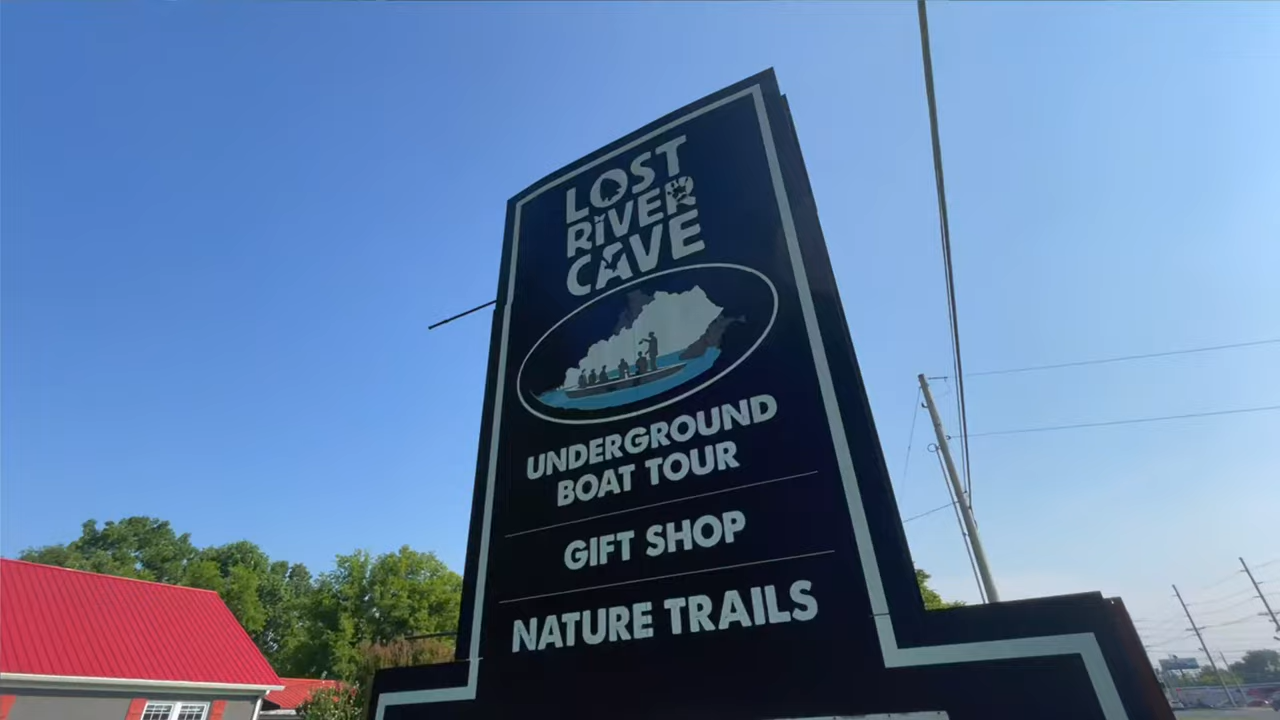 LOST
RIVER
CAVE
UNDERGROUND
BOAT TOUR
GIFT SHOP
NATURE TRAILS